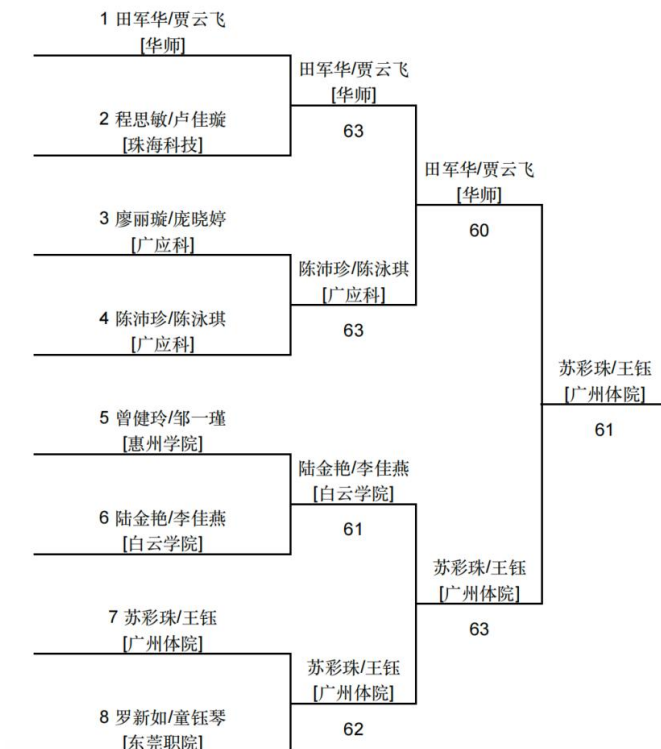 1 田军华/贾云飞
[华师]
田军华/贾云飞
[华师]
63
2 程思敏/卢佳璇
[珠海科技]
田军华/贾云飞
[华师]
60
3 廖丽璇/庞晓婷
[广应科]
陈沛珍/陈泳琪
[广应科]
63
4 陈沛珍/陈泳琪
[广应科]
苏彩珠/王钰
[广州体院]
61
5 曾健玲/邹一瑾
[惠州学院]
陆金艳/李佳燕
[白云学院]
61
6 陆金艳/李佳燕
[白云学院]
苏彩珠/王钰
[广州体院]
63
7 苏彩珠/王钰
[广州体院]
苏彩珠/王钰
[广州体院]
62
8 罗新如/童钰琴
[东莞职院]